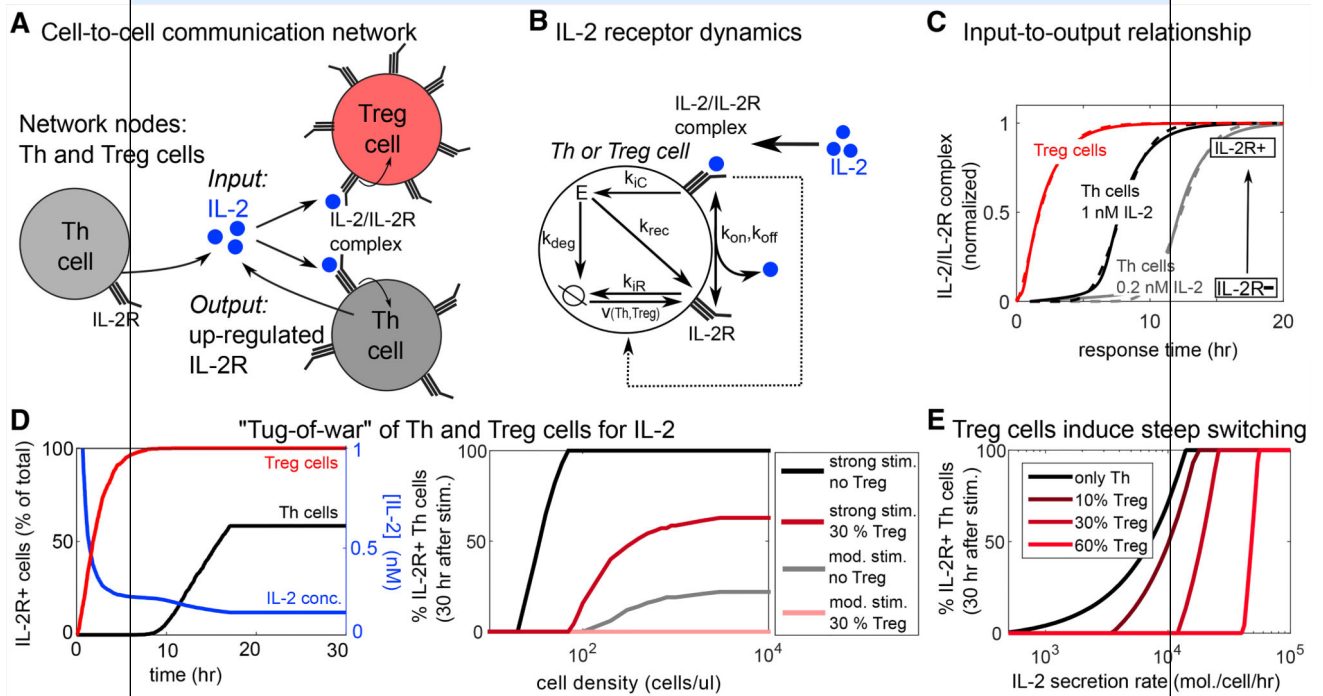 A Cell-to-cell communication network
Network nodes:
Th and Treg cells
Th
cell
IL-2R
Input:
IL-2
Treg
cell
IL-2/IL-2R
complex
Output:
up-regulated
IL-2R
Th
cell
B IL-2 receptor dynamics
IL-2/IL-2R
complex
IL-2
Th or Treg cell
E
kiC
kdeg
krec
kon,koff
kiR
v(Th,Treg)
IL-2R
C Input-to-output relationship
IL-2/IL-2R complex
(normalized)
1
0.5
0
0
10
20
response time (hr)
Treg cells
Th cells
1 nM IL-2
Th cells
0.2 nM IL-2
IL-2R+
IL-2R−
D "Tug-of-war" of Th and Treg cells for IL-2
IL-2R+ cells (% of total)
100
50
0
0 10 20 30
time (hr)
Treg cells
Th cells
IL-2 conc.
1
0.5
0
[IL-2] (nM)
% IL-2R+ Th cells
(30 hr after stim.)
100
50
0
10² 10⁴
cell density (cells/ul)
strong stim.
no Treg
strong stim.
30 % Treg
mod. stim.
no Treg
mod. stim.
30 % Treg
E Treg cells induce steep switching
% IL-2R+ Th cells
(30 hr after stim.)
100
50
0
only Th
10% Treg
30% Treg
60% Treg
10³ 10⁴ 10⁵
IL-2 secretion rate (mol./cell/hr)